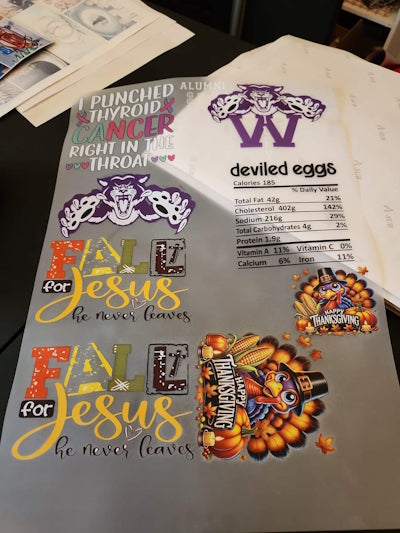 I PUNCHED
THYROID
CANCER
RIGHT IN THE
THROAT
ALUMNI
W
deviled eggs
Calories 185
% Daily Value
Total Fat 42g 21%
Cholesterol 402g 142%
Sodium 216g 29%
Total Carbohydrates 4g 2%
Protein 1.9g
Vitamin A 11% Vitamin C 0%
Calcium 6% Iron 11%
FALL
for Jesus
he never leaves
HAPPY
THANKSGIVING
FALL
for Jesus
he never leaves
HAPPY
THANKSGIVING